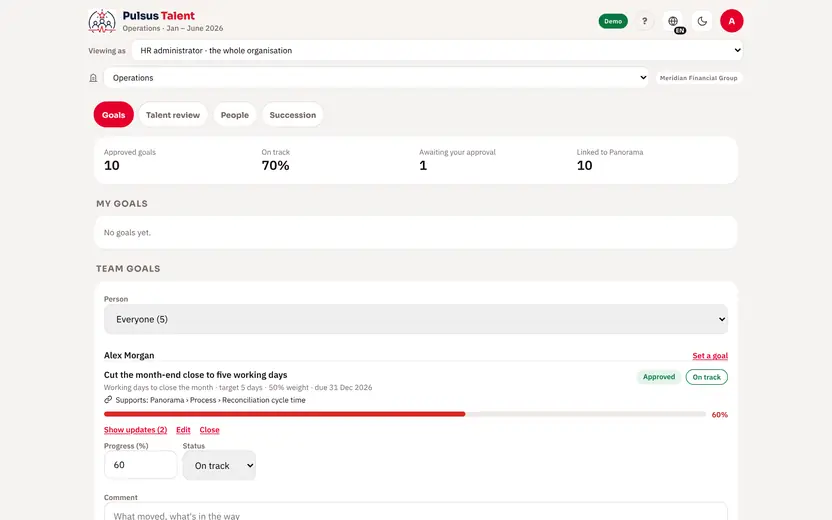 Pulsus Talent
Operations · Jan – June 2026
Demo
?
EN
A
Viewing as
HR administrator · the whole organisation
Operations
Meridian Financial Group
Goals
Talent review
People
Succession
Approved goals
10
On track
70%
Awaiting your approval
1
Linked to Panorama
10
MY GOALS
No goals yet.
TEAM GOALS
Person
Everyone (5)
Alex Morgan
Set a goal
Cut the month-end close to five working days
Approved
On track
Working days to close the month · target 5 days · 50% weight · due 31 Dec 2026
Supports: Panorama › Process › Reconciliation cycle time
60%
Show updates (2)
Edit
Close
Progress (%)
Status
60
On track
Comment
What moved, what's in the way